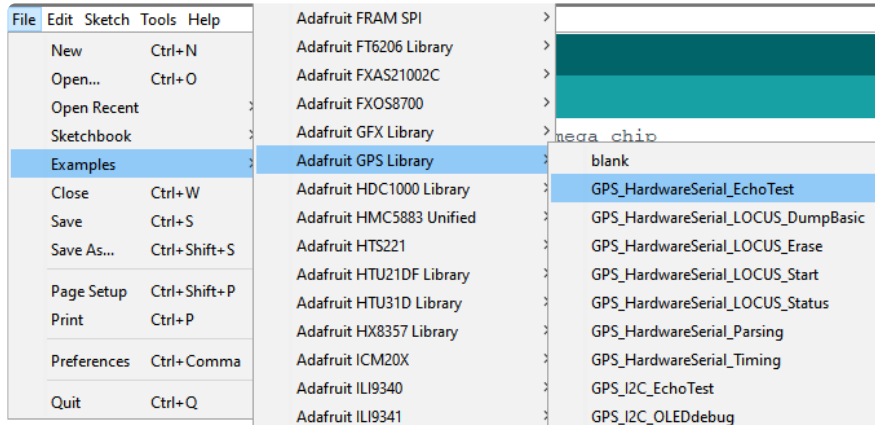 File Edit Sketch Tools Help
New Ctrl+N
Open... Ctrl+O
Open Recent
Sketchbook
Examples
Close Ctrl+W
Save Ctrl+S
Save As... Ctrl+Shift+S
Page Setup Ctrl+Shift+P
Print Ctrl+P
Preferences Ctrl+Comma
Quit Ctrl+Q
Adafruit FRAM SPI
Adafruit FT6206 Library
Adafruit FXAS21002C
Adafruit FXOS8700
Adafruit GFX Library
Adafruit GPS Library
Adafruit HDC1000 Library
Adafruit HMC5883 Unified
Adafruit HTS221
Adafruit HTU21DF Library
Adafruit HTU31D Library
Adafruit HX8357 Library
Adafruit ICM20X
Adafruit ILI9340
Adafruit ILI9341
mega chip
blank
GPS_HardwareSerial_EchoTest
GPS_HardwareSerial_LOCUS_DumpBasic
GPS_HardwareSerial_LOCUS_Erase
GPS_HardwareSerial_LOCUS_Start
GPS_HardwareSerial_LOCUS_Status
GPS_HardwareSerial_Parsing
GPS_HardwareSerial_Timing
GPS_I2C_EchoTest
GPS_I2C_OLEDdebug